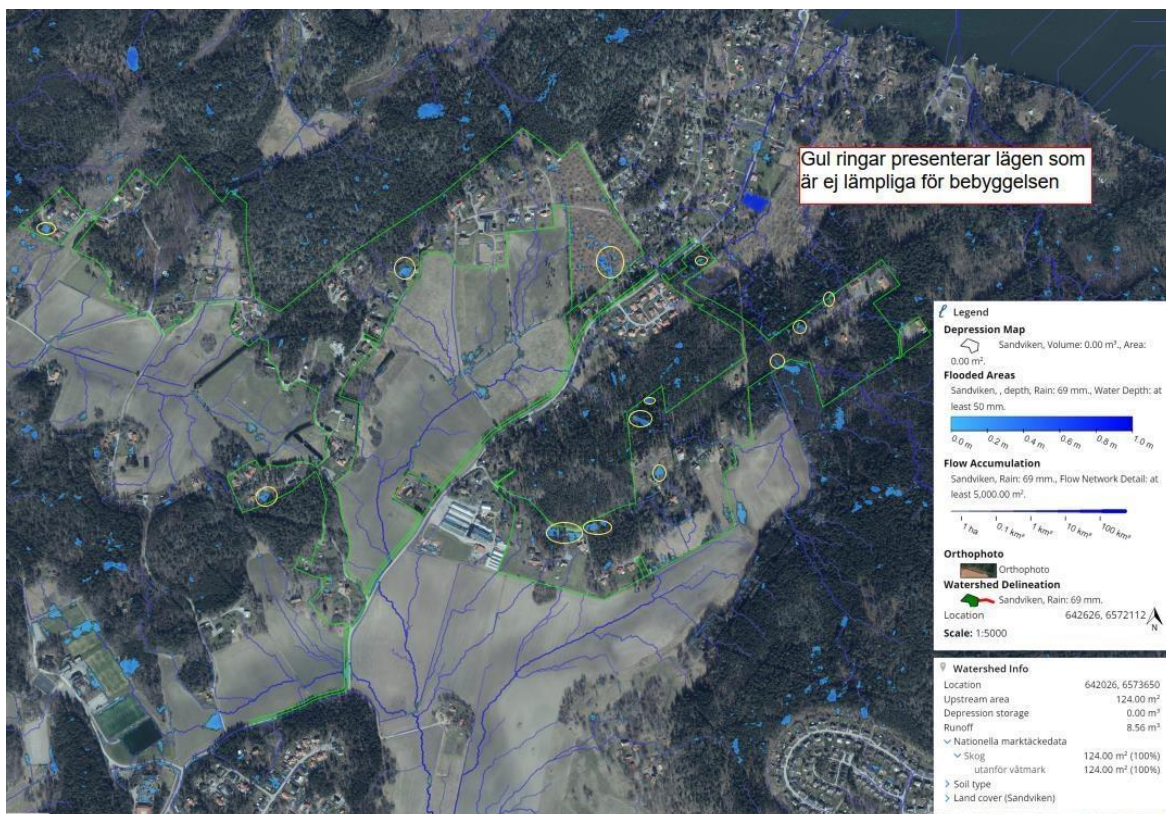 Gul ringar presenterar lägen som
är ej lämpliga för bebyggelsen
Legend
Depression Map
Sandviken, Volume: 0.00 m³., Area:
0.00 m².
Flooded Areas
Sandviken, , depth, Rain: 69 mm., Water Depth: at
least 50 mm.
0.0 m 0.2 m 0.4 m 0.6 m 0.8 m 1.0 m
Flow Accumulation
Sandviken, Rain: 69 mm., Flow Network Detail: at
least 5,000.00 m².
1 ha 0.1 km² 1 km² 10 km² 100 km²
Orthophoto
Orthophoto
Watershed Delineation
Sandviken, Rain: 69 mm.
Location 642626, 6572112
N
Scale: 1:5000
Watershed Info
Location 642026, 6573650
Upstream area 124.00 m²
Depression storage 0.00 m³
Runoff 8.56 m³
Nationella marktäckedata
Skog 124.00 m² (100%)
utanför våtmark 124.00 m² (100%)
Soil type
Land cover (Sandviken)